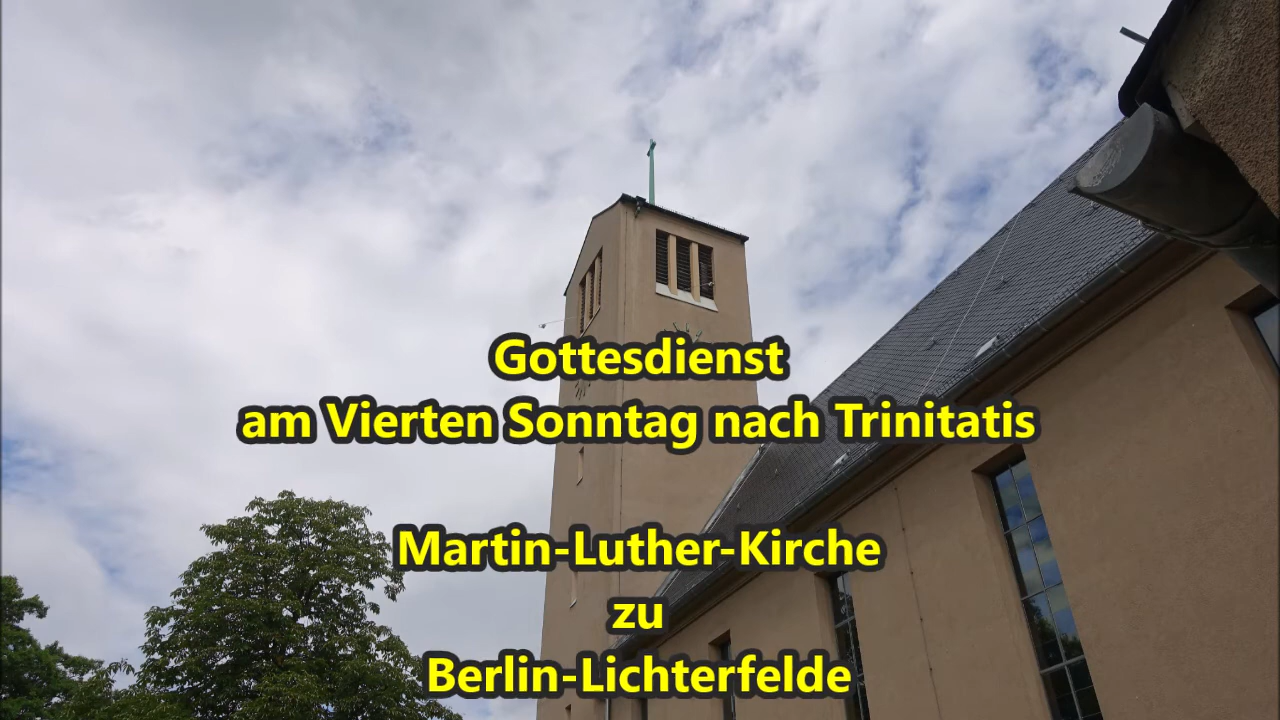 Gottesdienst
am Vierten Sonntag nach Trinitatis
Martin-Luther-Kirche
zu
Berlin-Lichterfelde